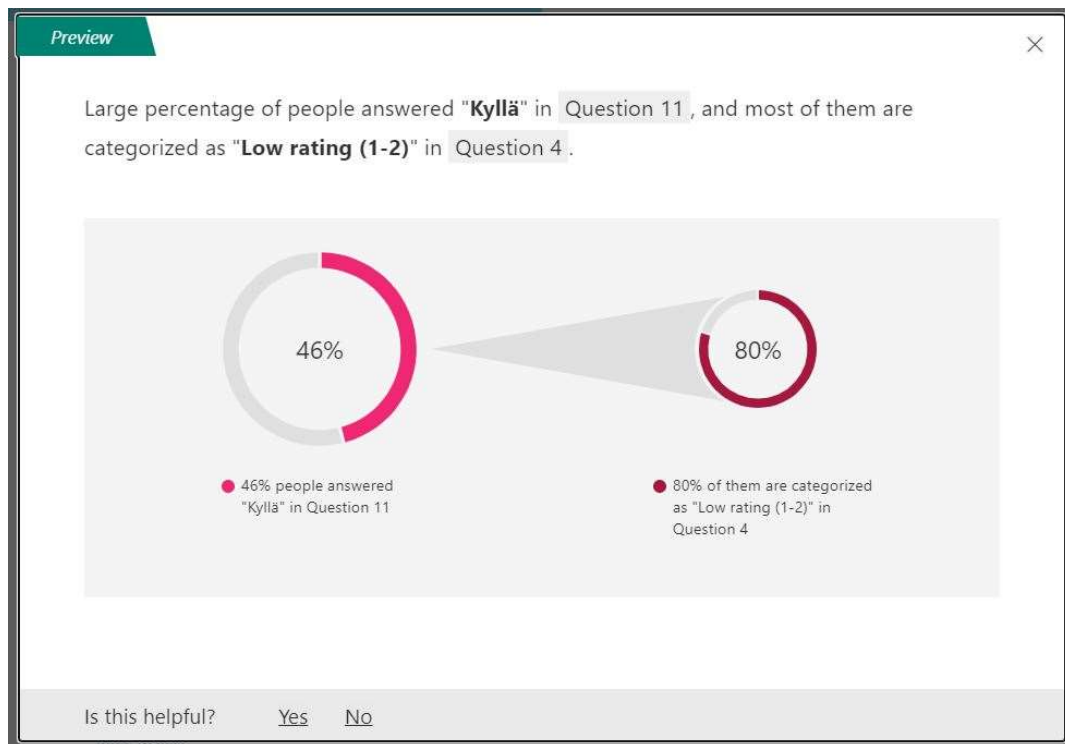 Preview
Large percentage of people answered "Kyllä" in Question 11, and most of them are
categorized as "Low rating (1-2)" in Question 4.
46%
80%
46% people answered
"Kyllä" in Question 11
80% of them are categorized
as "Low rating (1-2)" in
Question 4
Is this helpful? Yes No